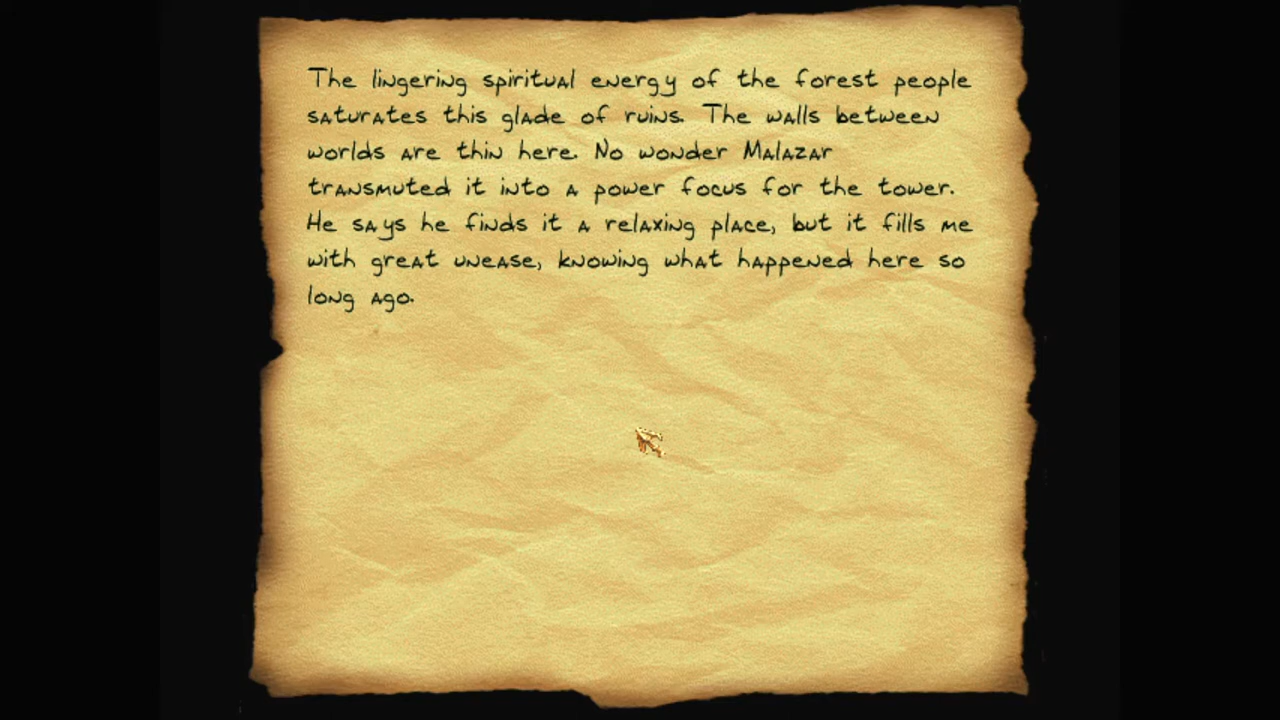 The lingering spiritual energy of the forest people
saturates this glade of ruins. The walls between
worlds are thin here. No wonder Malazar
transmuted it into a power focus for the tower.
He says he finds it a relaxing place, but it fills me
with great unease, knowing what happened here so
long ago.